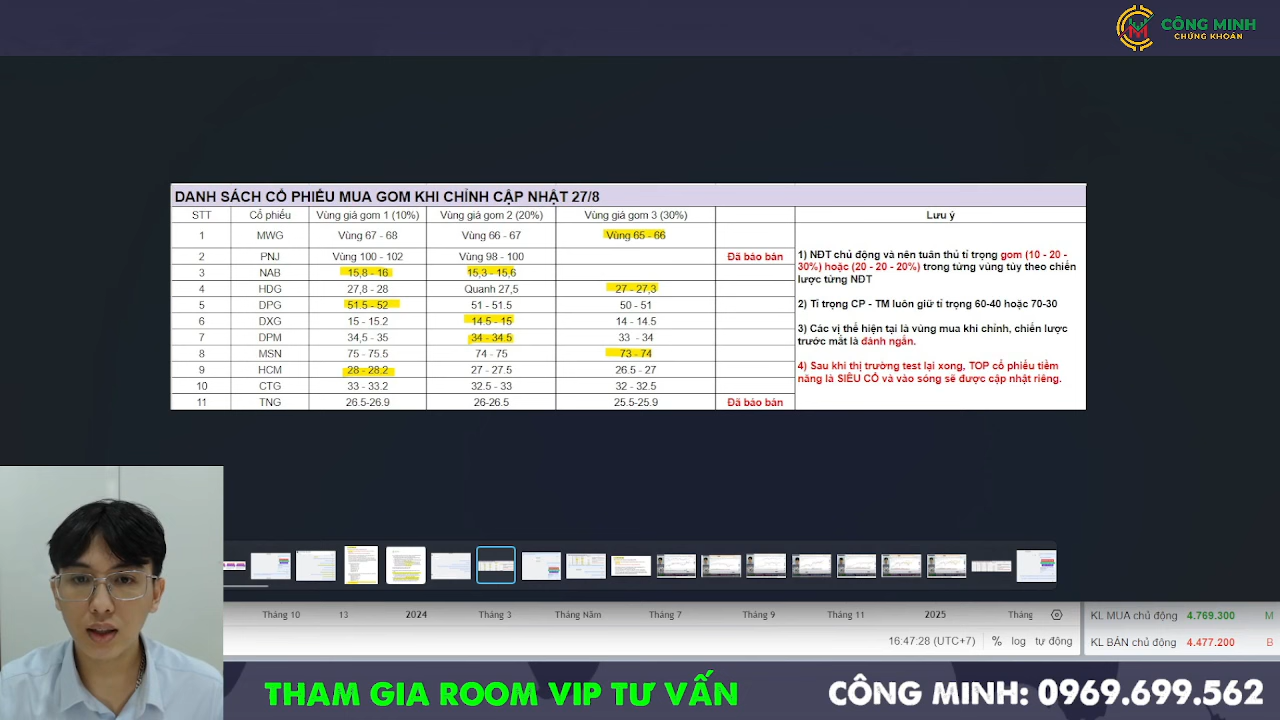 CÔNG MINH
CHỨNG KHOÁN
DANH SÁCH CỔ PHIẾU MUA GOM KHI CHỈNH CẬP NHẬT 27/8
STT Cổ phiếu Vùng giá gom 1 (10%) Vùng giá gom 2 (20%) Vùng giá gom 3 (30%) Lưu ý
1 MWG Vùng 67 - 68 Vùng 66 - 67 Vùng 65 - 66
2 PNJ Vùng 100 - 102 Vùng 98 - 100 Đã báo bán
3 NAB 15,8 - 16 15,3 - 15,6
4 HDG 27,8 - 28 Quanh 27,5 27 - 27,3
5 DPG 51.5 - 52 51 - 51.5 50 - 51
6 DXG 15 - 15.2 14.5 - 15 14 - 14.5
7 DPM 34,5 - 35 34 - 34.5 33 - 34
8 MSN 75 - 75.5 74 - 75 73 - 74
9 HCM 28 - 28.2 27 - 27.5 26.5 - 27
10 CTG 33 - 33.2 32.5 - 33 32 - 32.5
11 TNG 26.5-26.9 26-26.5 25.5-25.9 Đã báo bán
1) NĐT chủ động và nên tuân thủ tỉ trọng gom (10 - 20 -
30%) hoặc (20 - 20 - 20%) trong từng vùng tùy theo chiến
lược từng NĐT
2) Tỉ trọng CP - TM luôn giữ tỉ trọng 60-40 hoặc 70-30
3) Các vị thế hiện tại là vùng mua khi chỉnh, chiến lược
trước mắt là đánh ngắn.
4) Sau khi thị trường test lại xong, TOP cổ phiếu tiềm
năng là SIÊU CỔ và vào sóng sẽ được cập nhật riêng.
Tháng 10 13 2024 Tháng 3 Tháng Năm Tháng 7 Tháng 9 Tháng 11 2025 Tháng
KL MUA chủ động 4.769.300 M
16:47:28 (UTC+7) % log tự động
KL BÁN chủ động 4.477.200 B
THAM GIA ROOM VIP TƯ VẤN
CÔNG MINH: 0969.699.562